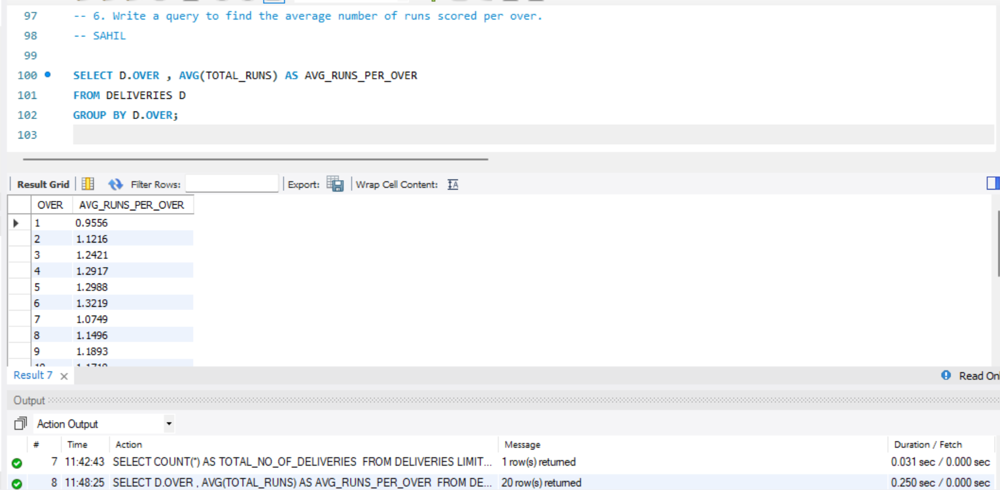 97 -- 6. Write a query to find the average number of runs scored per over.
98 -- SAHIL
99
100 SELECT D.OVER , AVG(TOTAL_RUNS) AS AVG_RUNS_PER_OVER
101 FROM DELIVERIES D
102 GROUP BY D.OVER;
103
Result Grid Filter Rows: Export: Wrap Cell Content:
OVER AVG_RUNS_PER_OVER
1 0.9556
2 1.1216
3 1.2421
4 1.2917
5 1.2988
6 1.3219
7 1.0749
8 1.1496
9 1.1893
Result 7 Read Onl
Output
Action Output
# Time Action Message Duration / Fetch
7 11:42:43 SELECT COUNT(*) AS TOTAL_NO_OF_DELIVERIES FROM DELIVERIES LIMIT... 1 row(s) returned 0.031 sec / 0.000 sec
8 11:48:25 SELECT D.OVER , AVG(TOTAL_RUNS) AS AVG_RUNS_PER_OVER FROM DE... 20 row(s) returned 0.250 sec / 0.000 sec